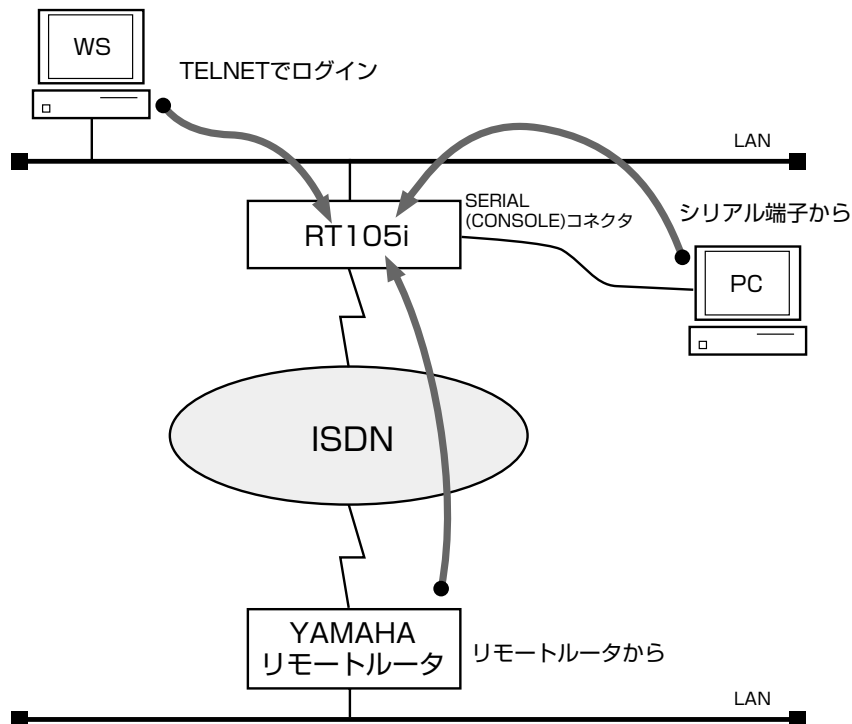 WS
TELNETでログイン
LAN
SERIAL
(CONSOLE)コネクタ
シリアル端子から
RT105i
PC
ISDN
YAMAHA
リモートルータ
リモートルータから
LAN